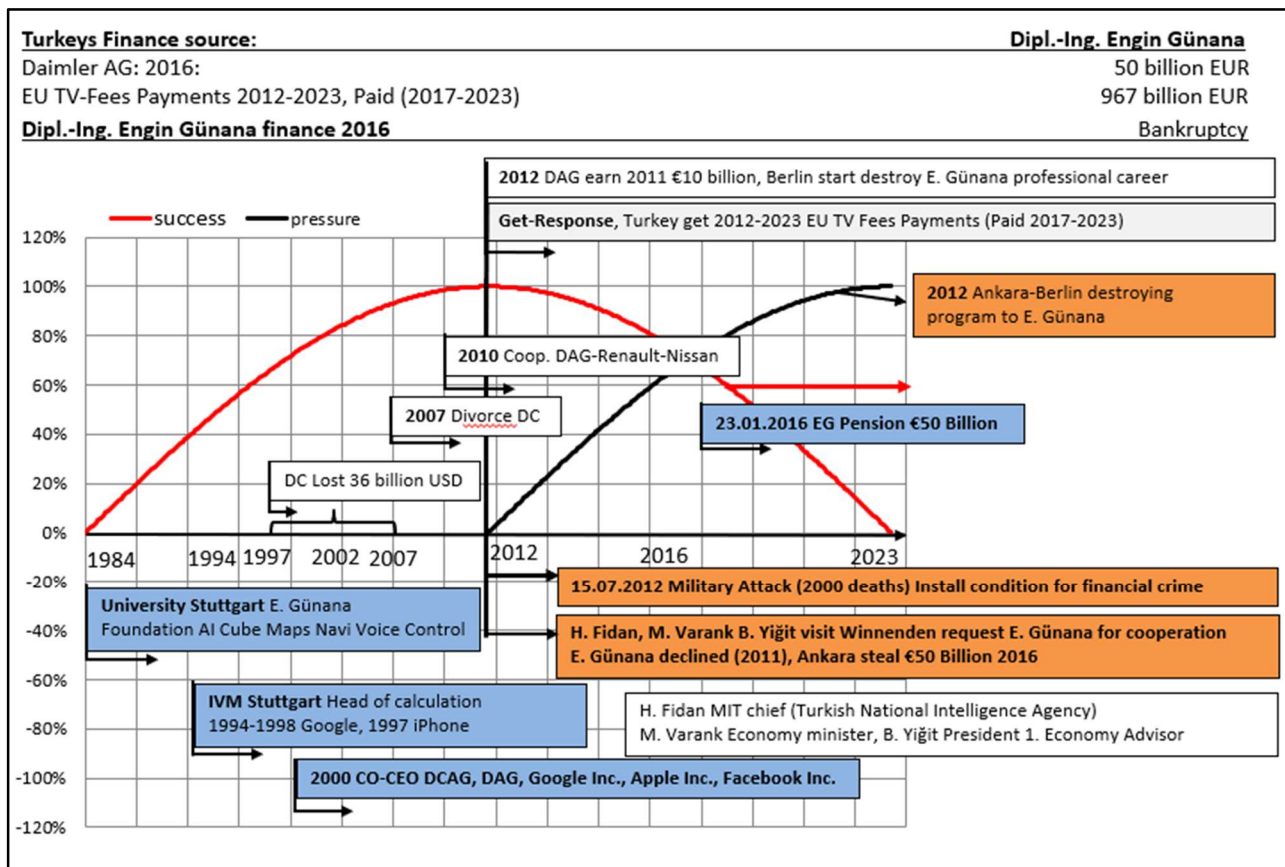 Turkeys Finance source: Dipl.-Ing. Engin Günana
Daimler AG: 2016: 50 billion EUR
EU TV-Fees Payments 2012-2023, Paid (2017-2023) 967 billion EUR
Dipl.-Ing. Engin Günana finance 2016 Bankruptcy
2012 DAG earn 2011 €10 billion, Berlin start destroy E. Günana professional career
success pressure
Get-Response, Turkey get 2012-2023 EU TV Fees Payments (Paid 2017-2023)
120%
100%
2012 Ankara-Berlin destroying
program to E. Günana
80%
2010 Coop. DAG-Renault-Nissan
60%
2007 Divorce DC
23.01.2016 EG Pension €50 Billion
40%
DC Lost 36 billion USD
20%
0%
1984 1994 1997 2002 2007 2012 2016 2023
-20%
15.07.2012 Military Attack (2000 deaths) Install condition for financial crime
University Stuttgart E. Günana
Foundation AI Cube Maps Navi Voice Control
-40%
H. Fidan, M. Varank B. Yiğit visit Winnenden request E. Günana for cooperation
E. Günana declined (2011), Ankara steal €50 Billion 2016
-60%
IVM Stuttgart Head of calculation
1994-1998 Google, 1997 iPhone
-80%
H. Fidan MIT chief (Turkish National Intelligence Agency)
M. Varank Economy minister, B. Yiğit President 1. Economy Advisor
-100%
2000 CO-CEO DCAG, DAG, Google Inc., Apple Inc., Facebook Inc.
-120%